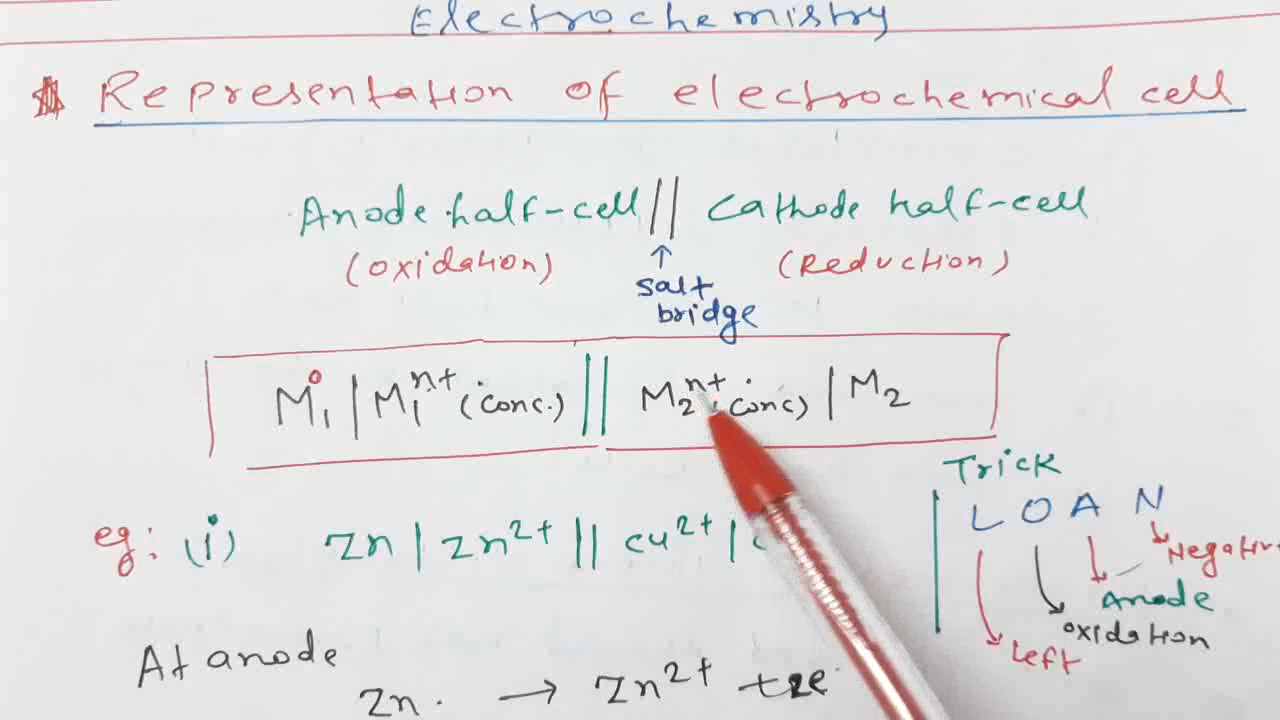 Electrochemistry
Representation of electrochemical cell
Anode half-cell || Cathode half-cell
(oxidation) (Reduction)
↑
salt
bridge
M₁⁰ | M₁ⁿ⁺ (conc.) || M₂ⁿ⁺ (conc) | M₂
Trick
L O A N
Negative
Anode
oxidation
Left
eg: (i) Zn | Zn²⁺ || Cu²⁺ | C
At anode
Zn. → Zn²⁺ + 2e